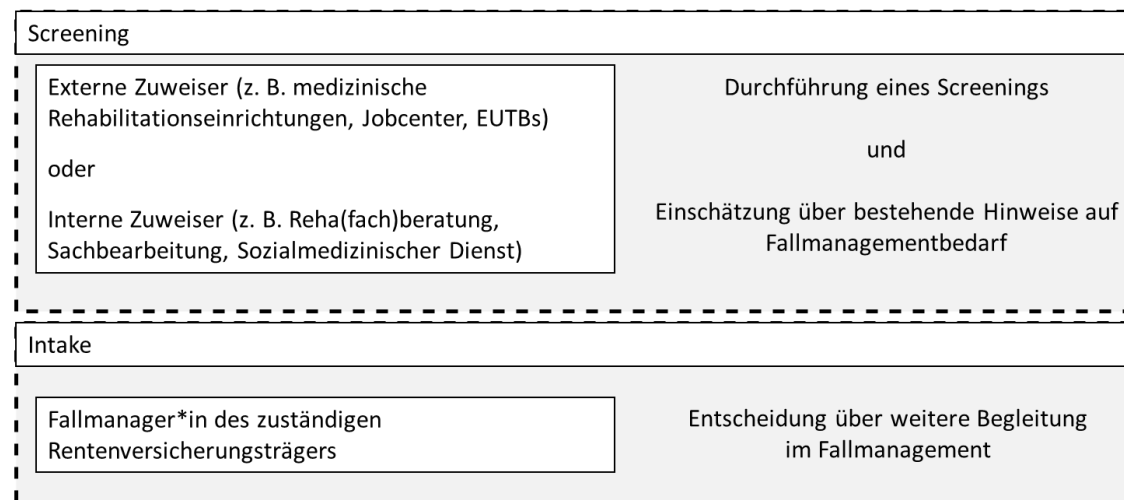 Screening
Externe Zuweiser (z. B. medizinische
Rehabilitationseinrichtungen, Jobcenter, EUTBs)
oder
Interne Zuweiser (z. B. Reha(fach)beratung,
Sachbearbeitung, Sozialmedizinischer Dienst)
Durchführung eines Screenings
und
Einschätzung über bestehende Hinweise auf
Fallmanagementbedarf
Intake
Fallmanager*in des zuständigen
Rentenversicherungsträgers
Entscheidung über weitere Begleitung
im Fallmanagement